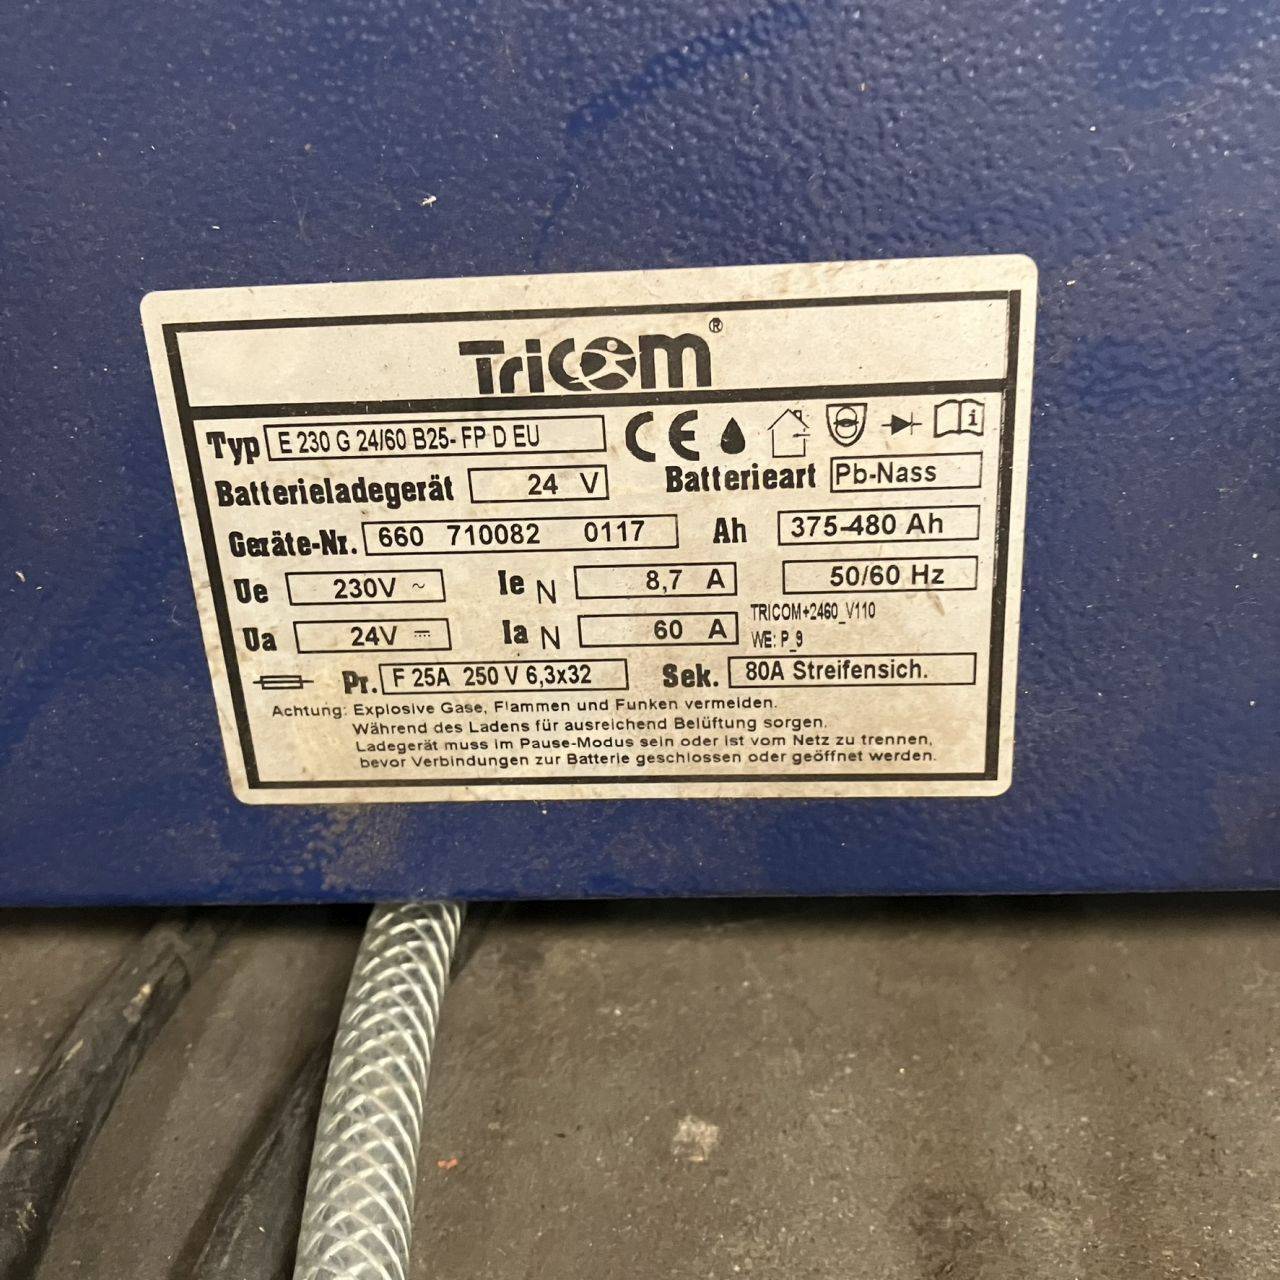 TriCom®
Typ E 230 G 24/60 B25- FP D EU CE
Batterieladegerät 24 V Batterieart Pb-Nass
Geräte-Nr. 660 710082 0117 Ah 375-480 Ah
Ue 230V ~ Ie N 8,7 A 50/60 Hz
Ua 24V ⎓ Ia N 60 A TRICOM+2460_V110
WE: P_9
Pr. F 25A 250 V 6,3x32 Sek. 80A Streifensich.
Achtung: Explosive Gase, Flammen und Funken vermeiden.
Während des Ladens für ausreichend Belüftung sorgen.
Ladegerät muss im Pause-Modus sein oder ist vom Netz zu trennen,
bevor Verbindungen zur Batterie geschlossen oder geöffnet werden.